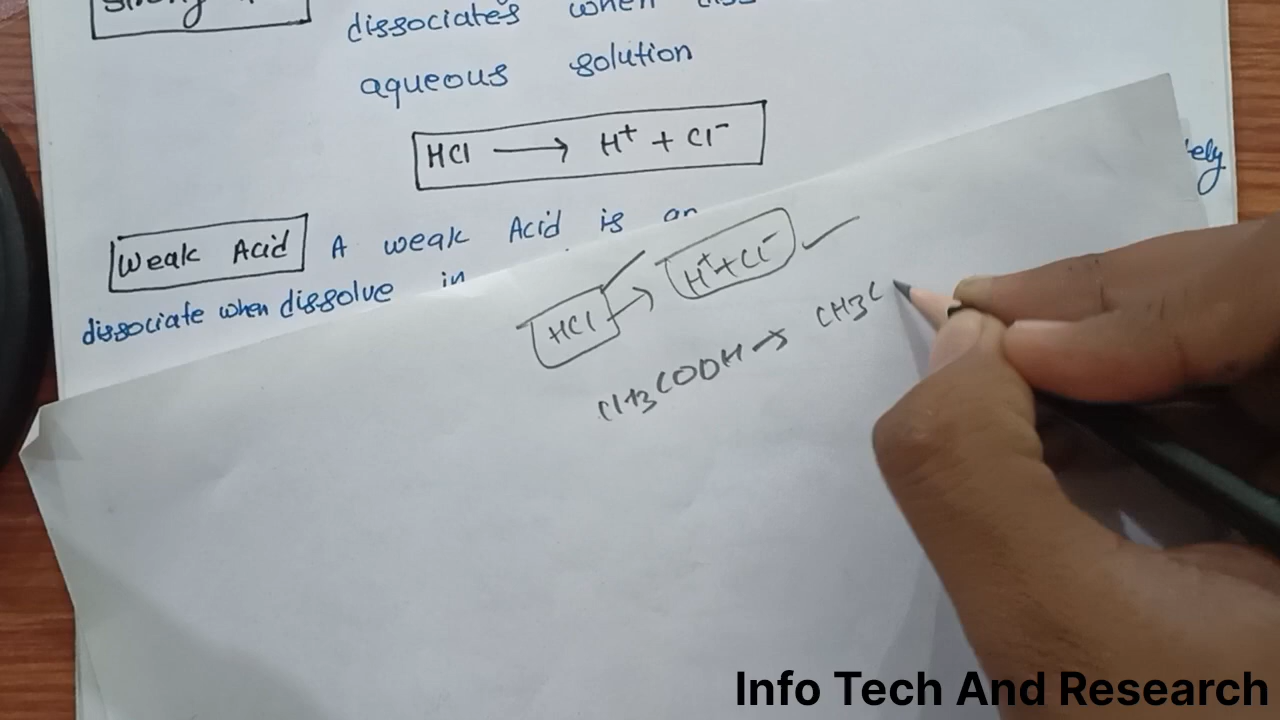 dissociates when
aqueous solution
HCl ⟶ H⁺ + Cl⁻
Weak Acid A weak Acid is an
ely
dissociate when dissolve in
HCl → H⁺ + Cl⁻
CH3COOH → CH3C
Info Tech And Research